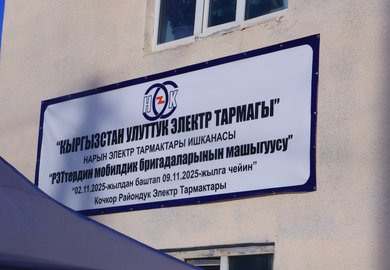 НЭК
"КЫРГЫЗСТАН УЛУТТУК ЭЛЕКТР ТАРМАГЫ"
НАРЫН ЭЛЕКТР ТАРМАКТАРЫ ИШКАНАСЫ
"РЭТтердин мобилдик бригадаларынын машыгуусу"
"02.11.2025-жылдан баштап 09.11.2025-жылга чейин"
Кочкор Райондук Электр Тармактары